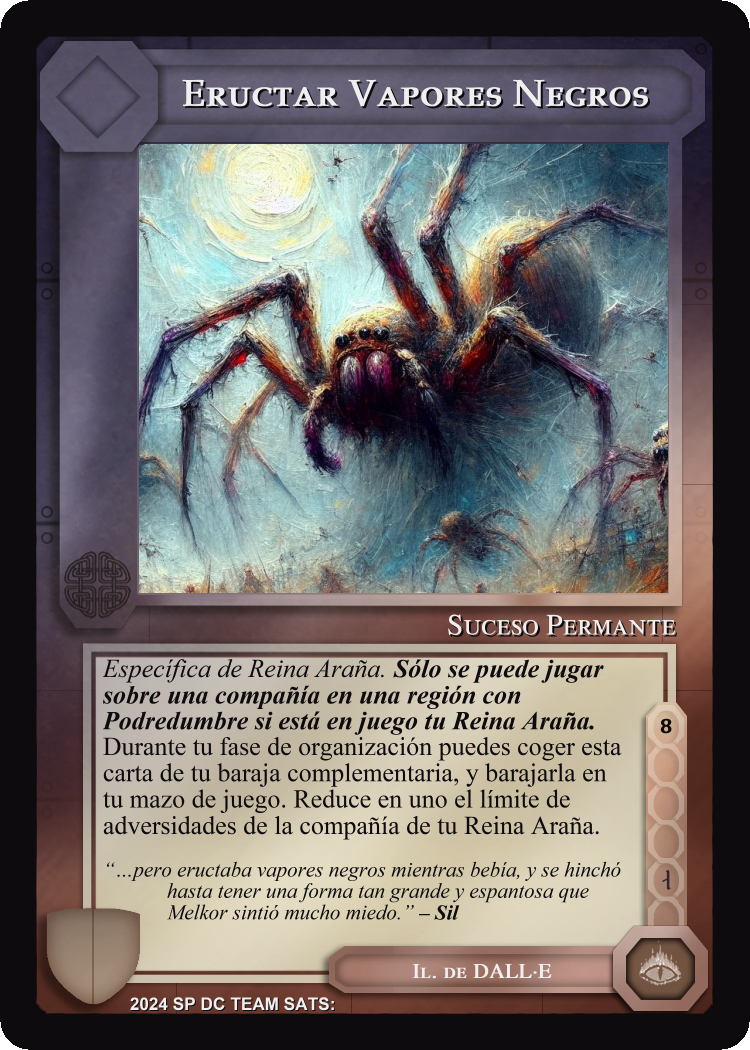 Eructar Vapores Negros
Suceso Permante
Específica de Reina Araña. Sólo se puede jugar
sobre una compañía en una región con
Podredumbre si está en juego tu Reina Araña.
Durante tu fase de organización puedes coger esta
carta de tu baraja complementaria, y barajarla en
tu mazo de juego. Reduce en uno el límite de
adversidades de la compañía de tu Reina Araña.
8
“...pero eructaba vapores negros mientras bebía, y se hinchó
hasta tener una forma tan grande y espantosa que
Melkor sintió mucho miedo.” – Sil
Il. de DALL·E
2024 SP DC TEAM SATS: